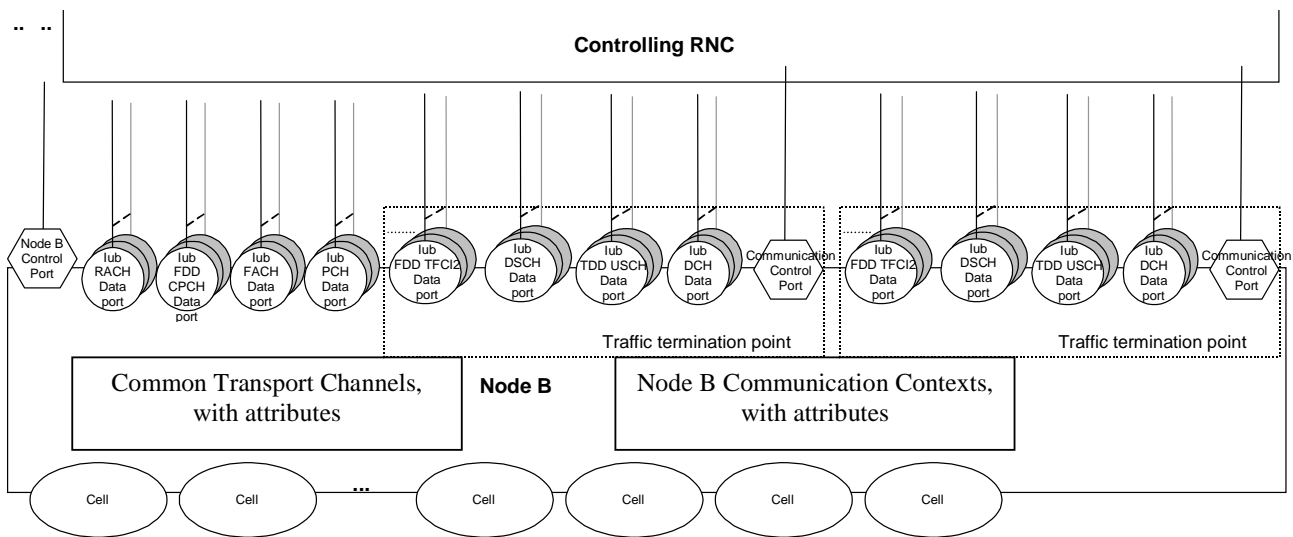 .. ..
Controlling RNC
Node B
Control
Port
Iub
RACH
Data
port
Iub
FDD
CPCH
Data
port
Iub
FACH
Data
port
Iub
PCH
Data
port
Iub
FDD TFCI2
Data
port
Iub
DSCH
Data
port
Iub
TDD USCH
Data
port
Iub
DCH
Data
port
Communication
Control
Port
Iub
FDD TFCI2
Data
port
Iub
DSCH
Data
port
Iub
TDD USCH
Data
port
Iub
DCH
Data
port
Communication
Control
Port
Traffic termination point
Traffic termination point
Common Transport Channels,
with attributes
Node B
Node B Communication Contexts,
with attributes
Cell
Cell
...
Cell
Cell
Cell
Cell